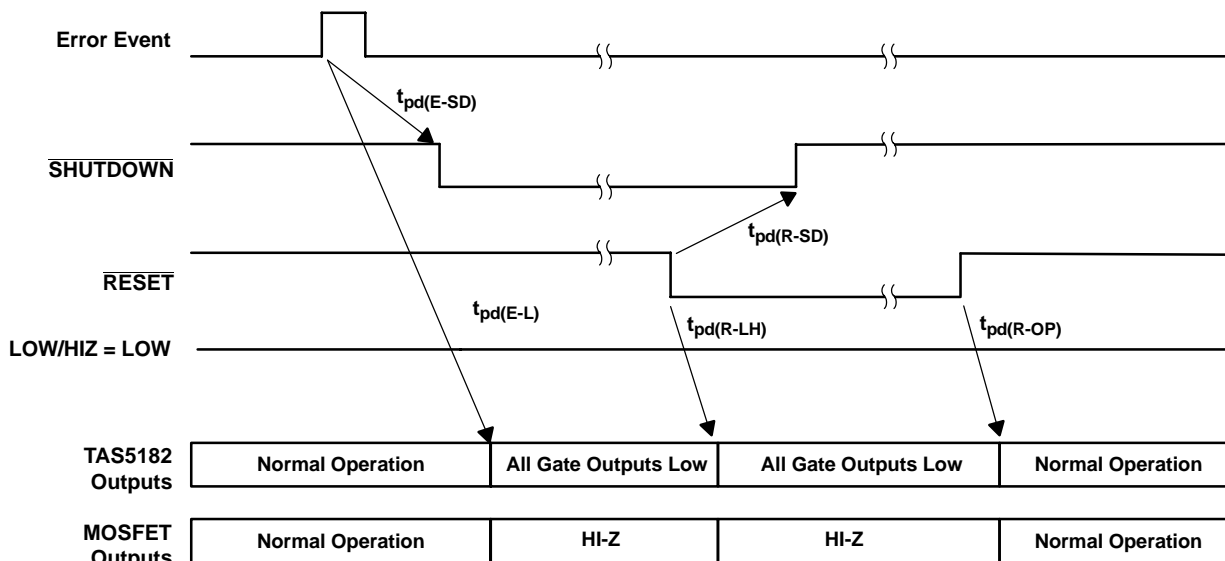 Error Event
tpd(E-SD)
SHUTDOWN
tpd(R-SD)
RESET
tpd(E-L)
tpd(R-LH)
tpd(R-OP)
LOW/HIZ = LOW
TAS5182
Outputs
Normal Operation
All Gate Outputs Low
All Gate Outputs Low
Normal Operation
MOSFET
Outputs
Normal Operation
HI-Z
HI-Z
Normal Operation